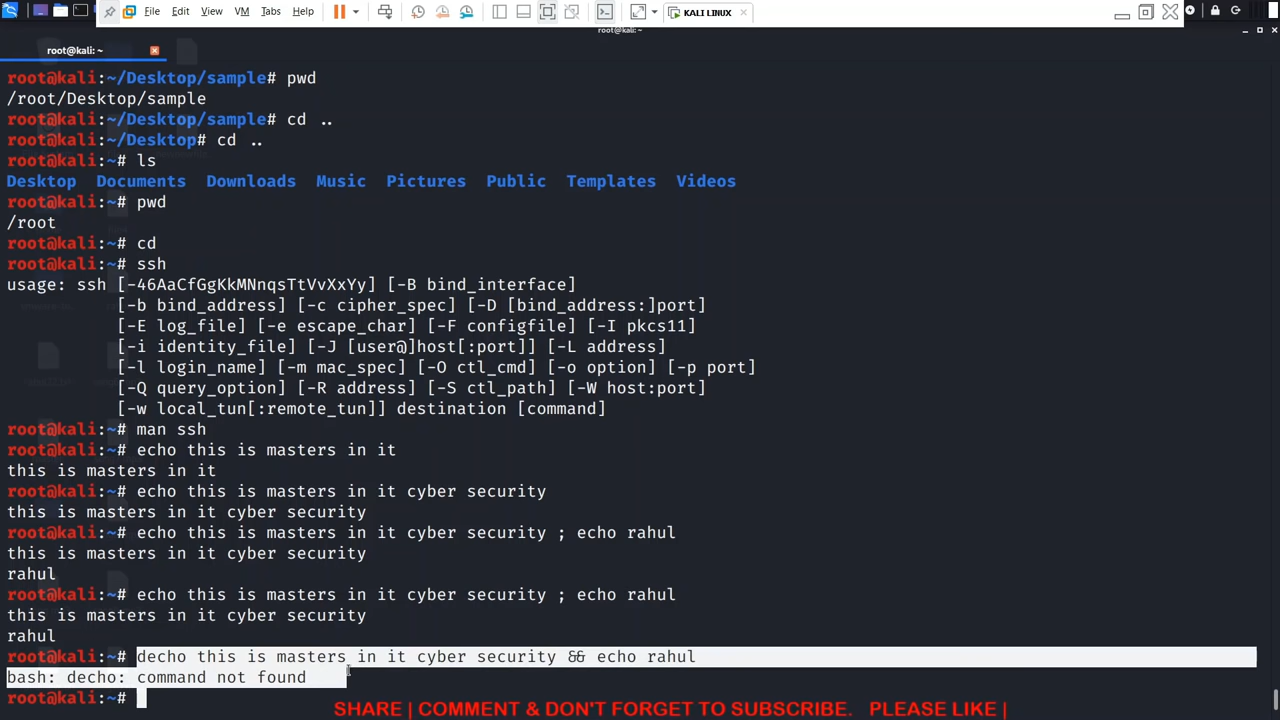 File Edit View VM Tabs Help KALI LINUX
root@kali: ~
root@kali: ~
root@kali:~/Desktop/sample# pwd
/root/Desktop/sample
root@kali:~/Desktop/sample# cd ..
root@kali:~/Desktop# cd ..
root@kali:~# ls
Desktop Documents Downloads Music Pictures Public Templates Videos
root@kali:~# pwd
/root
root@kali:~# cd
root@kali:~# ssh
usage: ssh [-46AaCfGgKkMNnqsTtVvXxYy] [-B bind_interface]
[-b bind_address] [-c cipher_spec] [-D [bind_address:]port]
[-E log_file] [-e escape_char] [-F configfile] [-I pkcs11]
[-i identity_file] [-J [user@]host[:port]] [-L address]
[-l login_name] [-m mac_spec] [-O ctl_cmd] [-o option] [-p port]
[-Q query_option] [-R address] [-S ctl_path] [-W host:port]
[-w local_tun[:remote_tun]] destination [command]
root@kali:~# man ssh
root@kali:~# echo this is masters in it
this is masters in it
root@kali:~# echo this is masters in it cyber security
this is masters in it cyber security
root@kali:~# echo this is masters in it cyber security ; echo rahul
this is masters in it cyber security
rahul
root@kali:~# echo this is masters in it cyber security ; echo rahul
this is masters in it cyber security
rahul
root@kali:~# decho this is masters in it cyber security && echo rahul
bash: decho: command not found
root@kali:~#
SHARE | COMMENT & DON'T FORGET TO SUBSCRIBE. PLEASE LIKE |